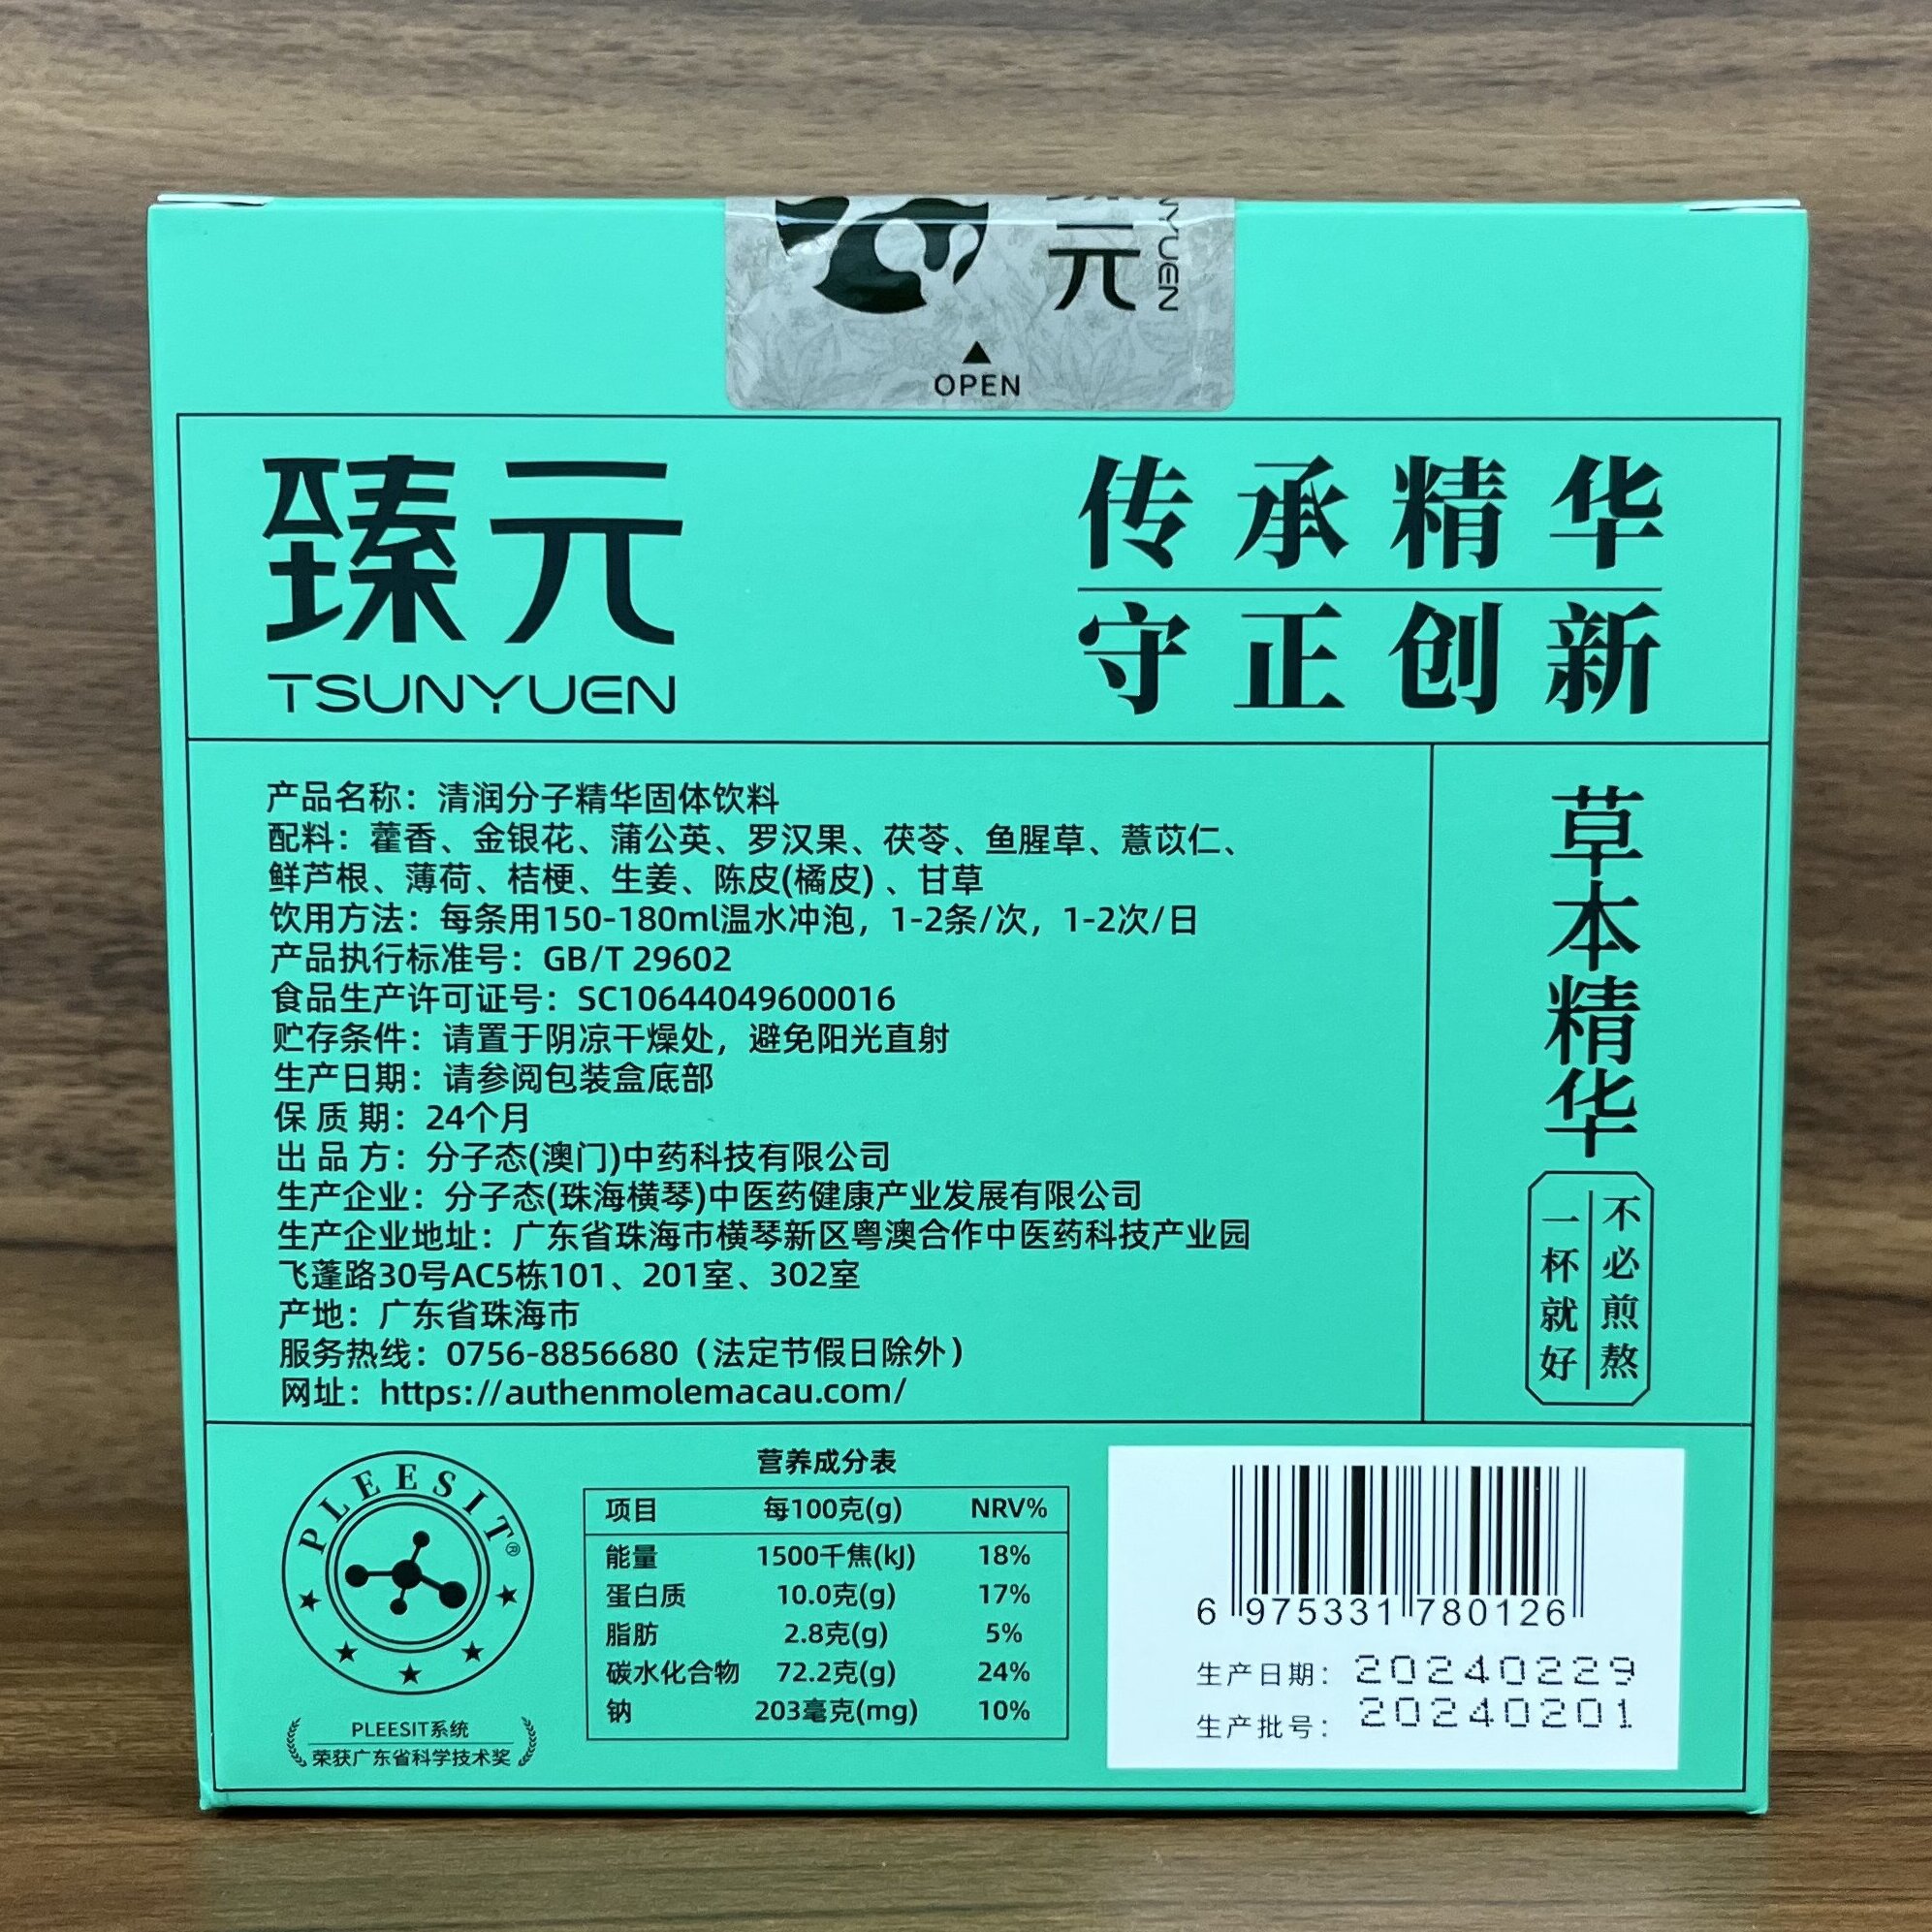 元
NYUEN
OPEN
臻元
TSUNYUEN
传承精华
守正创新
产品名称：清润分子精华固体饮料
配料：藿香、金银花、蒲公英、罗汉果、茯苓、鱼腥草、薏苡仁、
鲜芦根、薄荷、桔梗、生姜、陈皮(橘皮)、甘草
饮用方法：每条用150-180ml温水冲泡，1-2条/次，1-2次/日
产品执行标准号：GB/T 29602
食品生产许可证号：SC10644049600016
贮存条件：请置于阴凉干燥处，避免阳光直射
生产日期：请参阅包装盒底部
保 质 期：24个月
出 品 方：分子态(澳门)中药科技有限公司
生产企业：分子态(珠海横琴)中医药健康产业发展有限公司
生产企业地址：广东省珠海市横琴新区粤澳合作中医药科技产业园
飞蓬路30号AC5栋101、201室、302室
产地：广东省珠海市
服务热线：0756-8856680（法定节假日除外）
网址：https://authenmolemacau.com/
草本精华
不必煎熬
一杯就好
PLEESIT®
PLEESIT系统
荣获广东省科学技术奖
营养成分表
项目 每100克(g) NRV%
能量 1500千焦(kJ) 18%
蛋白质 10.0克(g) 17%
脂肪 2.8克(g) 5%
碳水化合物 72.2克(g) 24%
钠 203毫克(mg) 10%
6 975331 780126
生产日期：20240229
生产批号：20240201